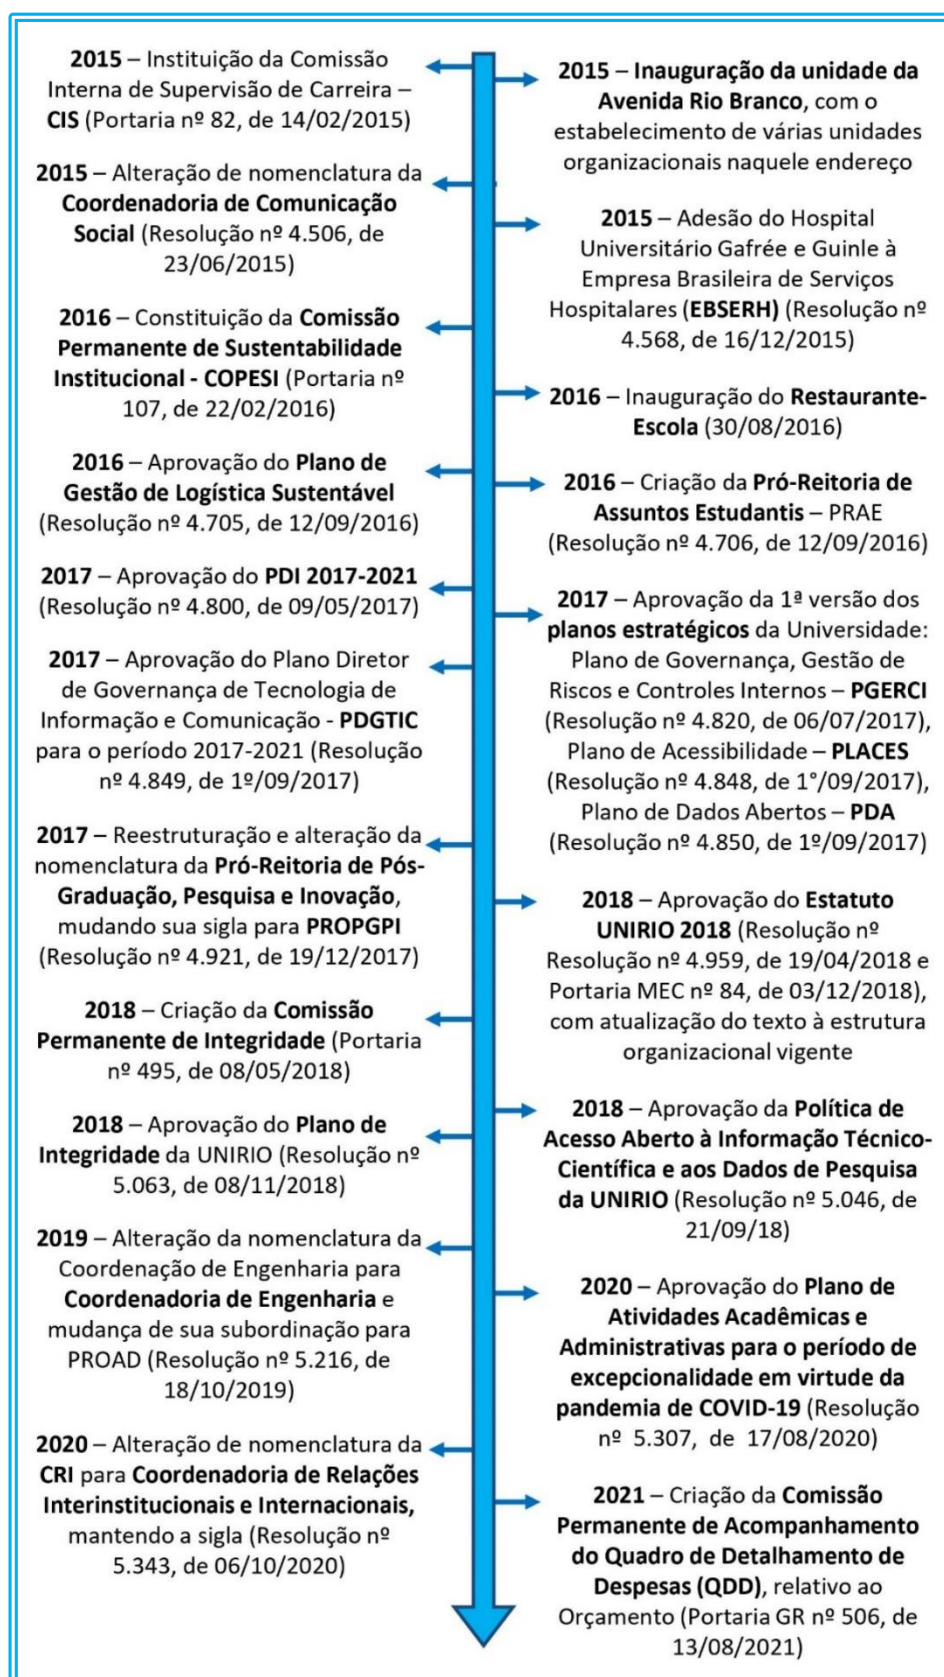 2015 – Instituição da Comissão
Interna de Supervisão de Carreira –
CIS (Portaria nº 82, de 14/02/2015)
2015 – Inauguração da unidade da
Avenida Rio Branco, com o
estabelecimento de várias unidades
organizacionais naquele endereço
2015 – Alteração de nomenclatura da
Coordenadoria de Comunicação
Social (Resolução nº 4.506, de
23/06/2015)
2015 – Adesão do Hospital
Universitário Gafrée e Guinle à
Empresa Brasileira de Serviços
Hospitalares (EBSERH) (Resolução nº
4.568, de 16/12/2015)
2016 – Constituição da Comissão
Permanente de Sustentabilidade
Institucional - COPESI (Portaria nº
107, de 22/02/2016)
2016 – Inauguração do Restaurante-
Escola (30/08/2016)
2016 – Aprovação do Plano de
Gestão de Logística Sustentável
(Resolução nº 4.705, de 12/09/2016)
2016 – Criação da Pró-Reitoria de
Assuntos Estudantis – PRAE
(Resolução nº 4.706, de 12/09/2016)
2017 – Aprovação do PDI 2017-2021
(Resolução nº 4.800, de 09/05/2017)
2017 – Aprovação da 1ª versão dos
planos estratégicos da Universidade:
Plano de Governança, Gestão de
Riscos e Controles Internos – PGERCI
(Resolução nº 4.820, de 06/07/2017),
Plano de Acessibilidade – PLACES
(Resolução nº 4.848, de 1°/09/2017),
Plano de Dados Abertos – PDA
(Resolução nº 4.850, de 1º/09/2017)
2017 – Aprovação do Plano Diretor
de Governança de Tecnologia de
Informação e Comunicação - PDGTIC
para o período 2017-2021 (Resolução
nº 4.849, de 1º/09/2017)
2017 – Reestruturação e alteração da
nomenclatura da Pró-Reitoria de Pós-
Graduação, Pesquisa e Inovação,
mudando sua sigla para PROPGPI
(Resolução nº 4.921, de 19/12/2017)
2018 – Aprovação do Estatuto
UNIRIO 2018 (Resolução nº
Resolução nº 4.959, de 19/04/2018 e
Portaria MEC nº 84, de 03/12/2018),
com atualização do texto à estrutura
organizacional vigente
2018 – Criação da Comissão
Permanente de Integridade (Portaria
nº 495, de 08/05/2018)
2018 – Aprovação da Política de
Acesso Aberto à Informação Técnico-
Científica e aos Dados de Pesquisa
da UNIRIO (Resolução nº 5.046, de
21/09/18)
2018 – Aprovação do Plano de
Integridade da UNIRIO (Resolução nº
5.063, de 08/11/2018)
2019 – Alteração da nomenclatura da
Coordenação de Engenharia para
Coordenadoria de Engenharia e
mudança de sua subordinação para
PROAD (Resolução nº 5.216, de
18/10/2019)
2020 – Aprovação do Plano de
Atividades Acadêmicas e
Administrativas para o período de
excepcionalidade em virtude da
pandemia de COVID-19 (Resolução
nº 5.307, de 17/08/2020)
2020 – Alteração de nomenclatura da
CRI para Coordenadoria de Relações
Interinstitucionais e Internacionais,
mantendo a sigla (Resolução nº
5.343, de 06/10/2020)
2021 – Criação da Comissão
Permanente de Acompanhamento
do Quadro de Detalhamento de
Despesas (QDD), relativo ao
Orçamento (Portaria GR nº 506, de
13/08/2021)